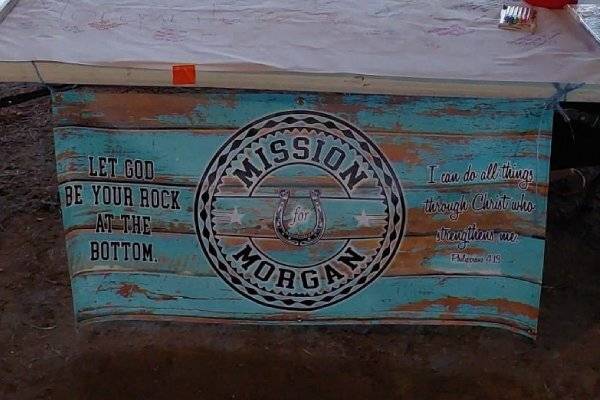 LET GOD
BE YOUR ROCK
AT THE
BOTTOM.
MISSION
for
MORGAN
I can do all things
through Christ who
strengthens me.
Philippians 4:13